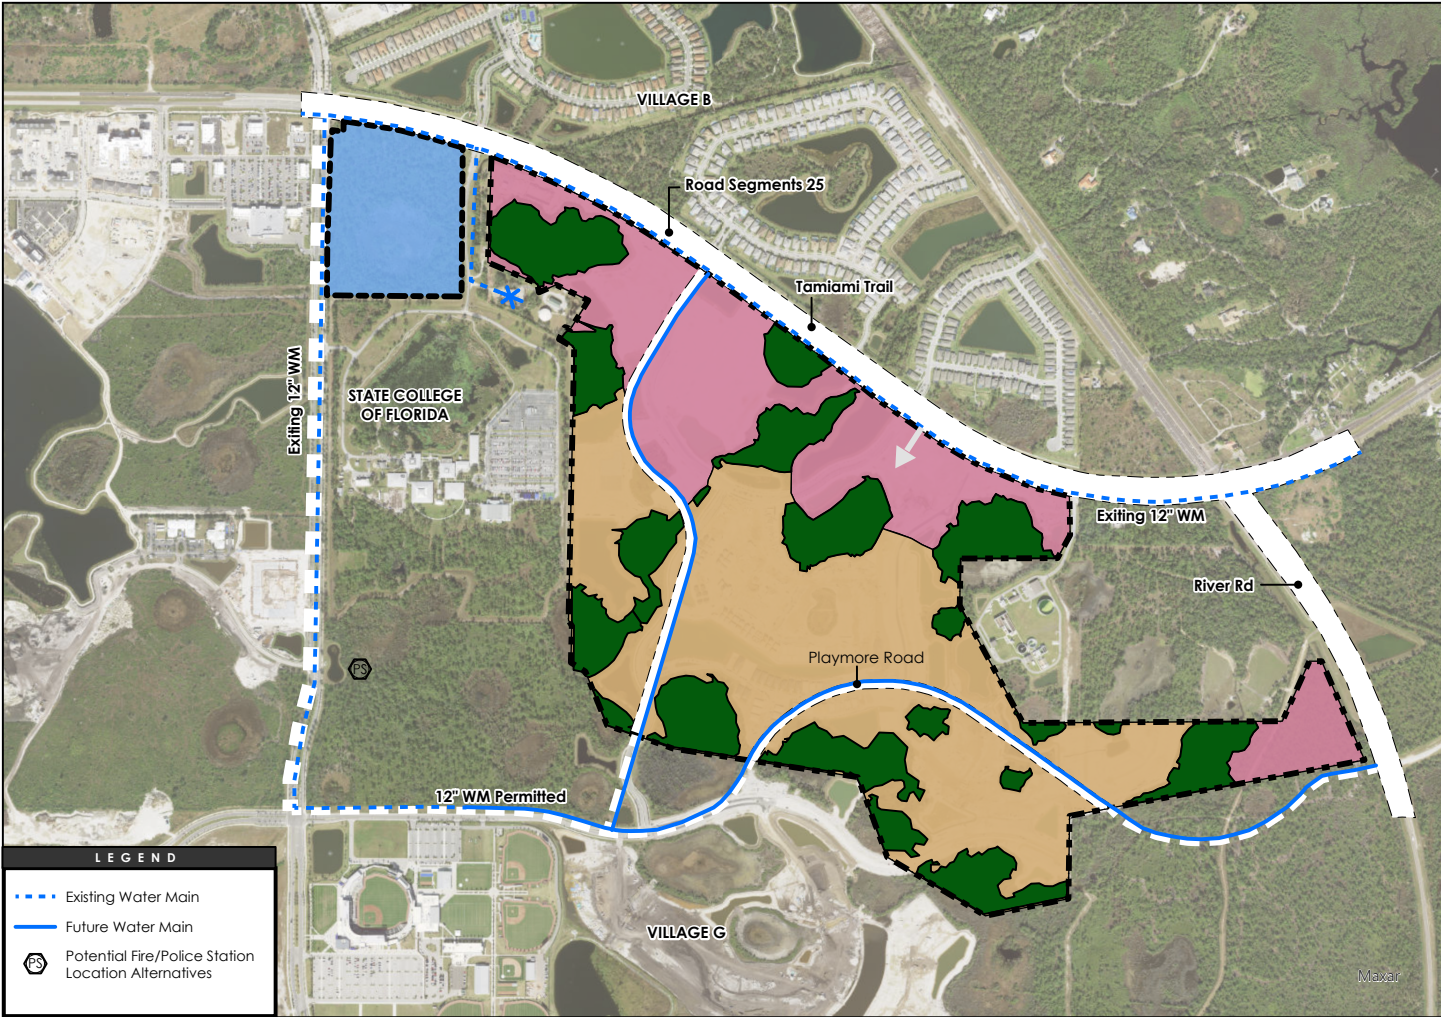 VILLAGE B
Road Segments 25
Tamiami Trail
Exiting 12" WM
STATE COLLEGE
OF FLORIDA
Exiting 12" WM
River Rd
Playmore Road
PS
12" WM Permitted
VILLAGE G
Maxar
LEGEND
Existing Water Main
Future Water Main
PS
Potential Fire/Police Station
Location Alternatives